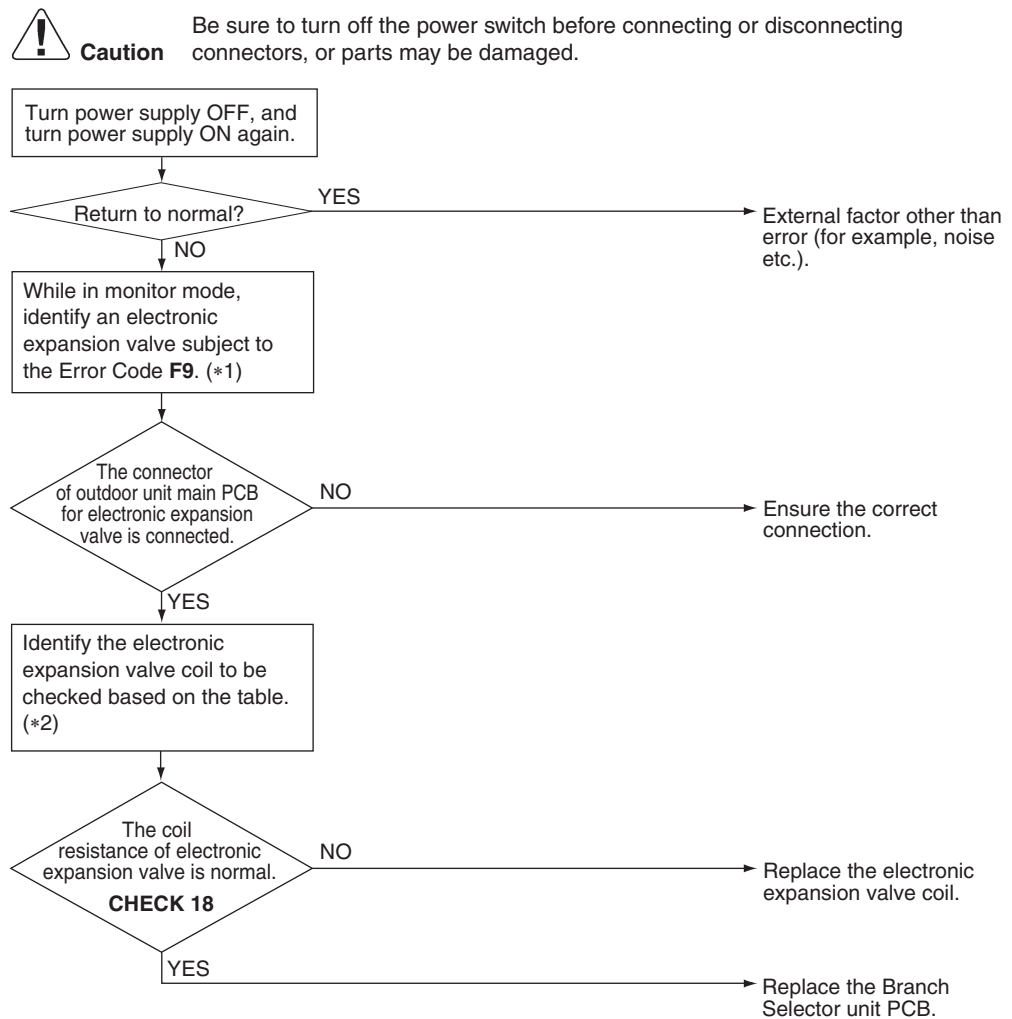 Be sure to turn off the power switch before connecting or disconnecting
Caution connectors, or parts may be damaged.
Turn power supply OFF, and
turn power supply ON again.
Return to normal?
YES
External factor other than
error (for example, noise
etc.).
NO
While in monitor mode,
identify an electronic
expansion valve subject to
the Error Code F9. (*1)
The connector
of outdoor unit main PCB
for electronic expansion
valve is connected.
NO
Ensure the correct
connection.
YES
Identify the electronic
expansion valve coil to be
checked based on the table.
(*2)
The coil
resistance of electronic
expansion valve is normal.
CHECK 18
NO
Replace the electronic
expansion valve coil.
YES
Replace the Branch
Selector unit PCB.